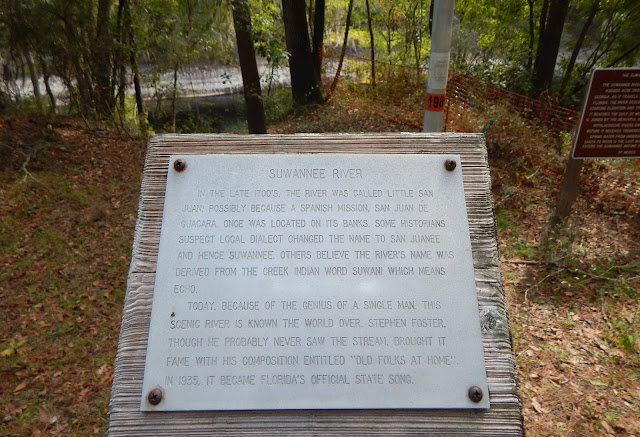 SUWANNEE RIVER
IN THE LATE 1700'S, THE RIVER WAS CALLED LITTLE SAN
JUAN, POSSIBLY BECAUSE A SPANISH MISSION, SAN JUAN DE
GUACARA, ONCE WAS LOCATED ON ITS BANKS. SOME HISTORIANS
SUSPECT LOCAL DIALECT CHANGED THE NAME TO SAN JUANEE
AND HENCE SUWANNEE. OTHERS BELIEVE THE RIVER'S NAME WAS
DERIVED FROM THE CREEK INDIAN WORD SUWANI WHICH MEANS
ECHO.
TODAY, BECAUSE OF THE GENIUS OF A SINGLE MAN, THIS
SCENIC RIVER IS KNOWN THE WORLD OVER. STEPHEN FOSTER,
THOUGH HE PROBABLY NEVER SAW THE STREAM, BROUGHT IT
FAME WITH HIS COMPOSITION ENTITLED "OLD FOLKS AT HOME".
IN 1935, IT BECAME FLORIDA'S OFFICIAL STATE SONG.
198